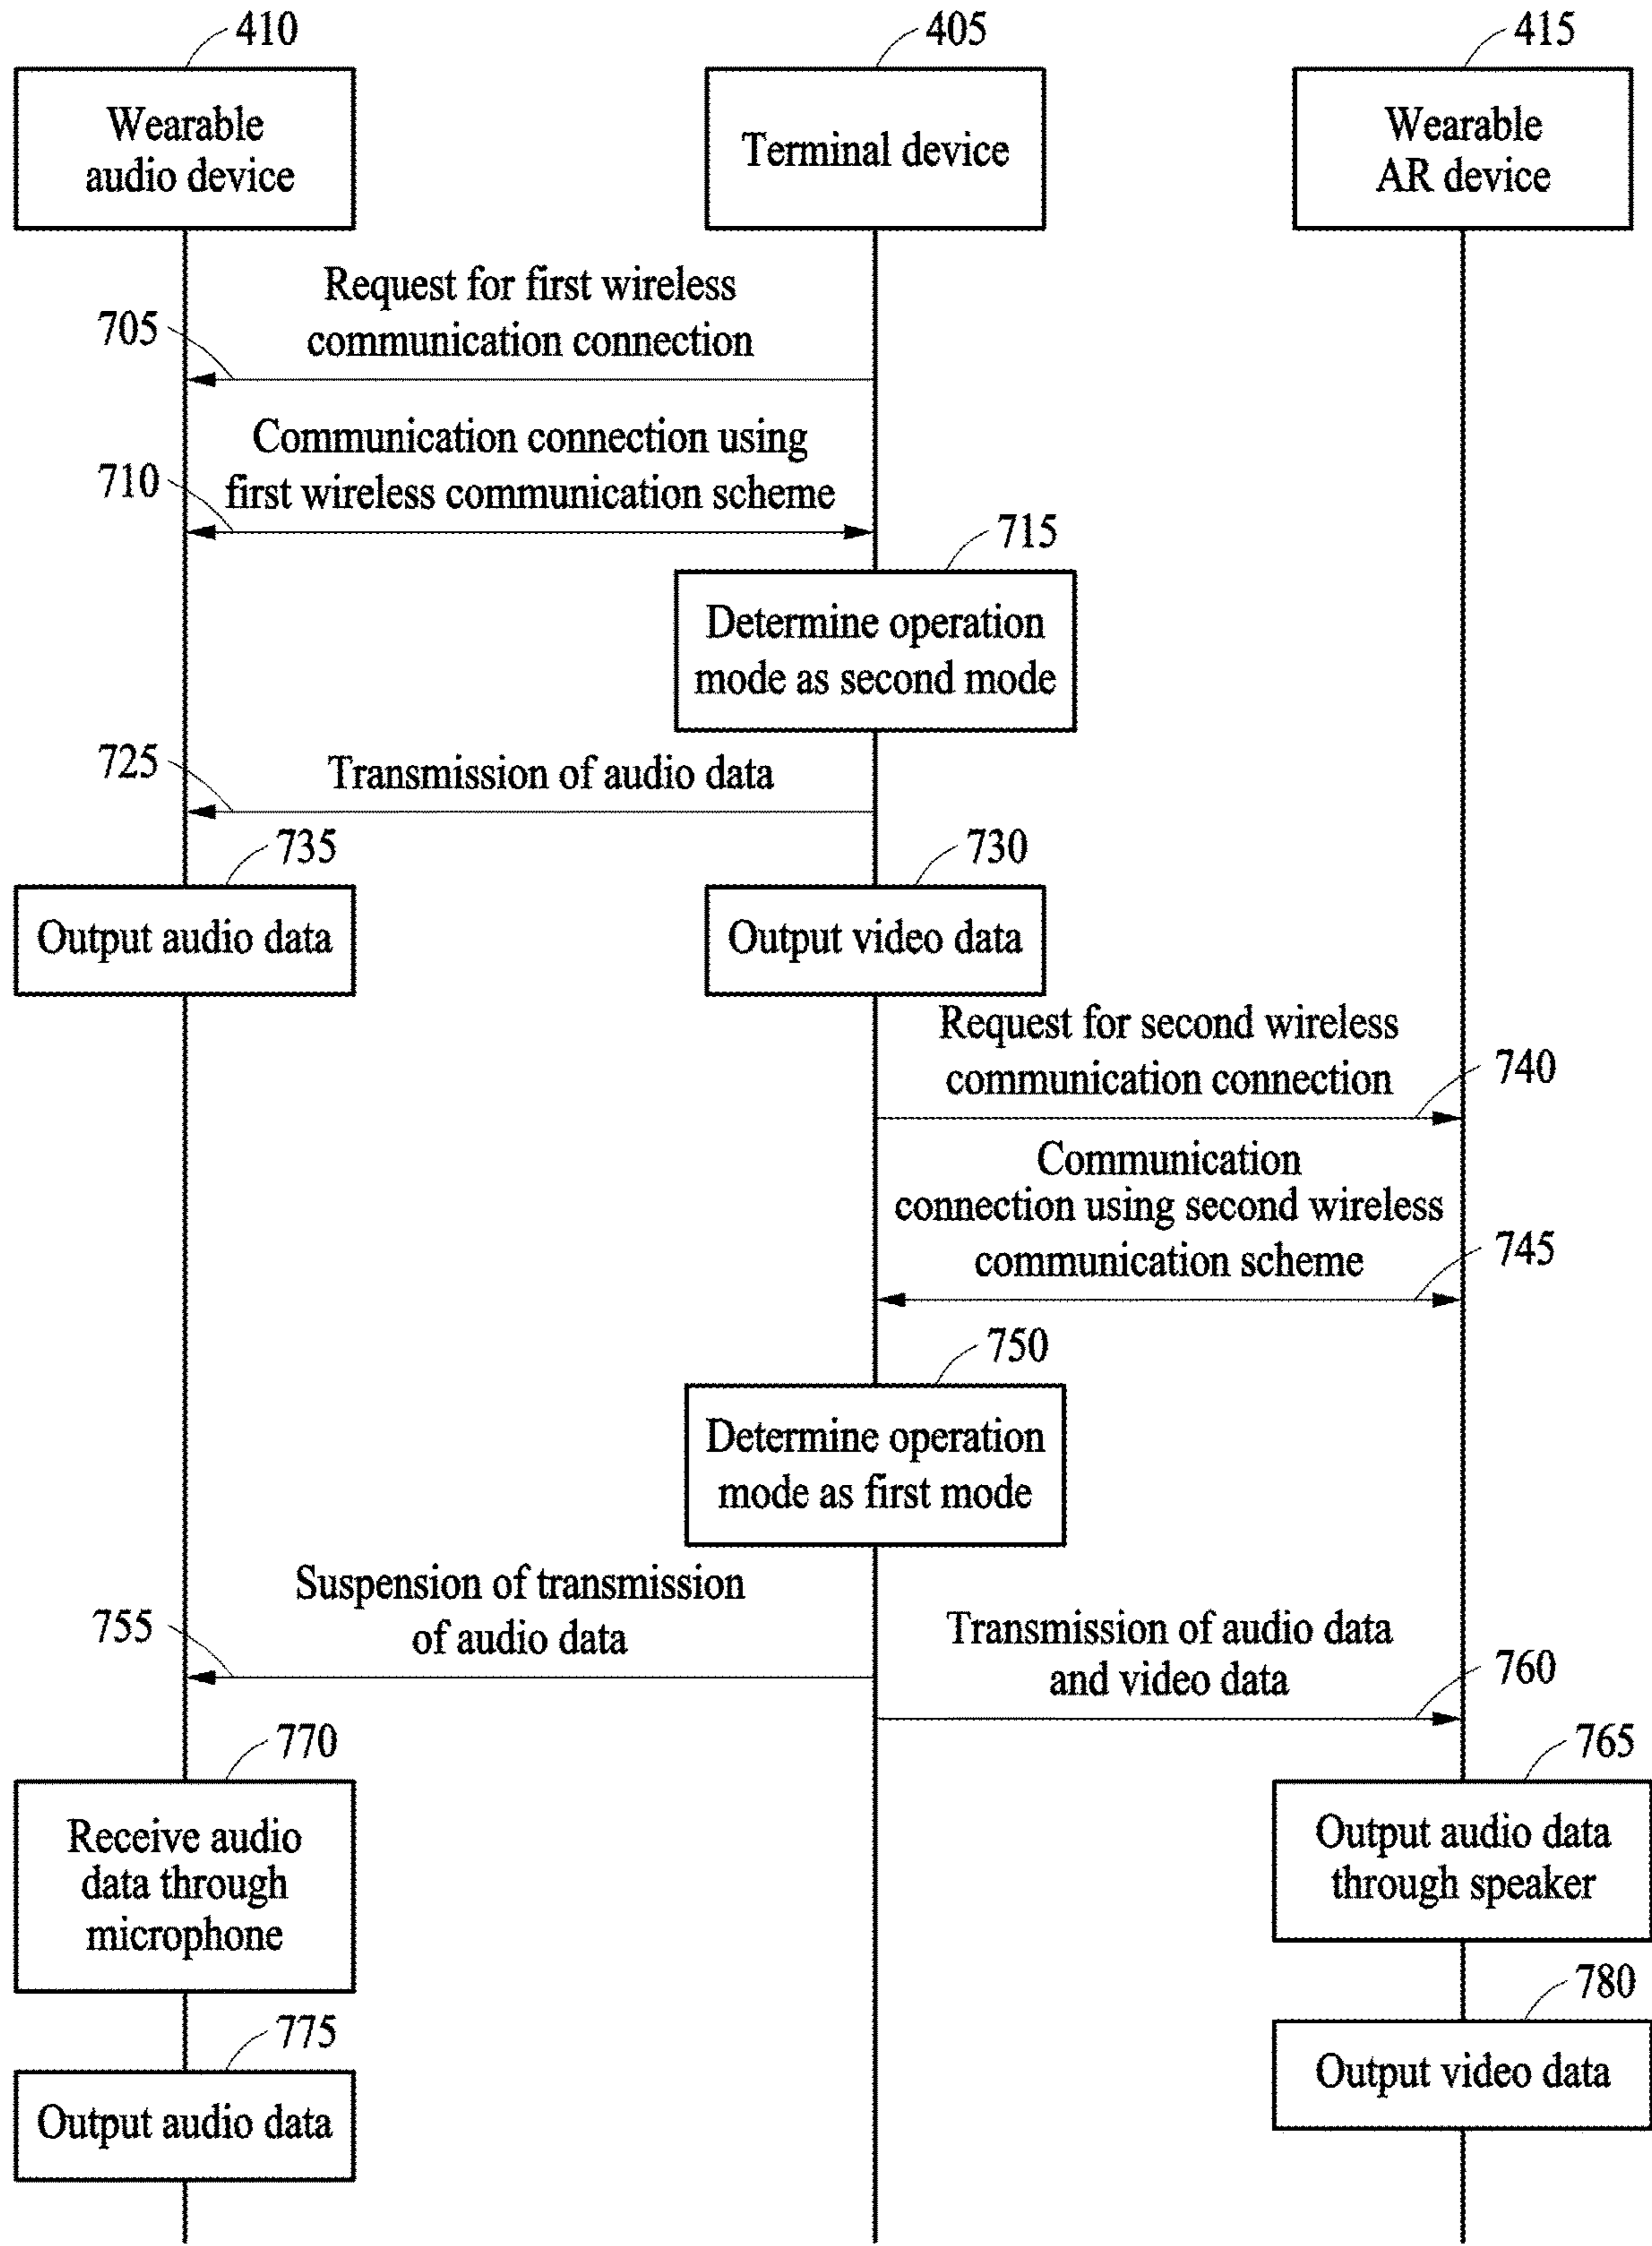 410
405
415
Wearable
audio device
Terminal device
Wearable
AR device
Request for first wireless
communication connection
705
Communication connection using
first wireless communication scheme
710
715
Determine operation
mode as second mode
725
Transmission of audio data
735
730
Output audio data
Output video data
Request for second wireless
communication connection
740
Communication
connection using second wireless
communication scheme
745
750
Determine operation
mode as first mode
Suspension of transmission
of audio data
755
Transmission of audio data
and video data
760
770
765
Receive audio
data through
microphone
Output audio data
through speaker
780
775
Output video data
Output audio data